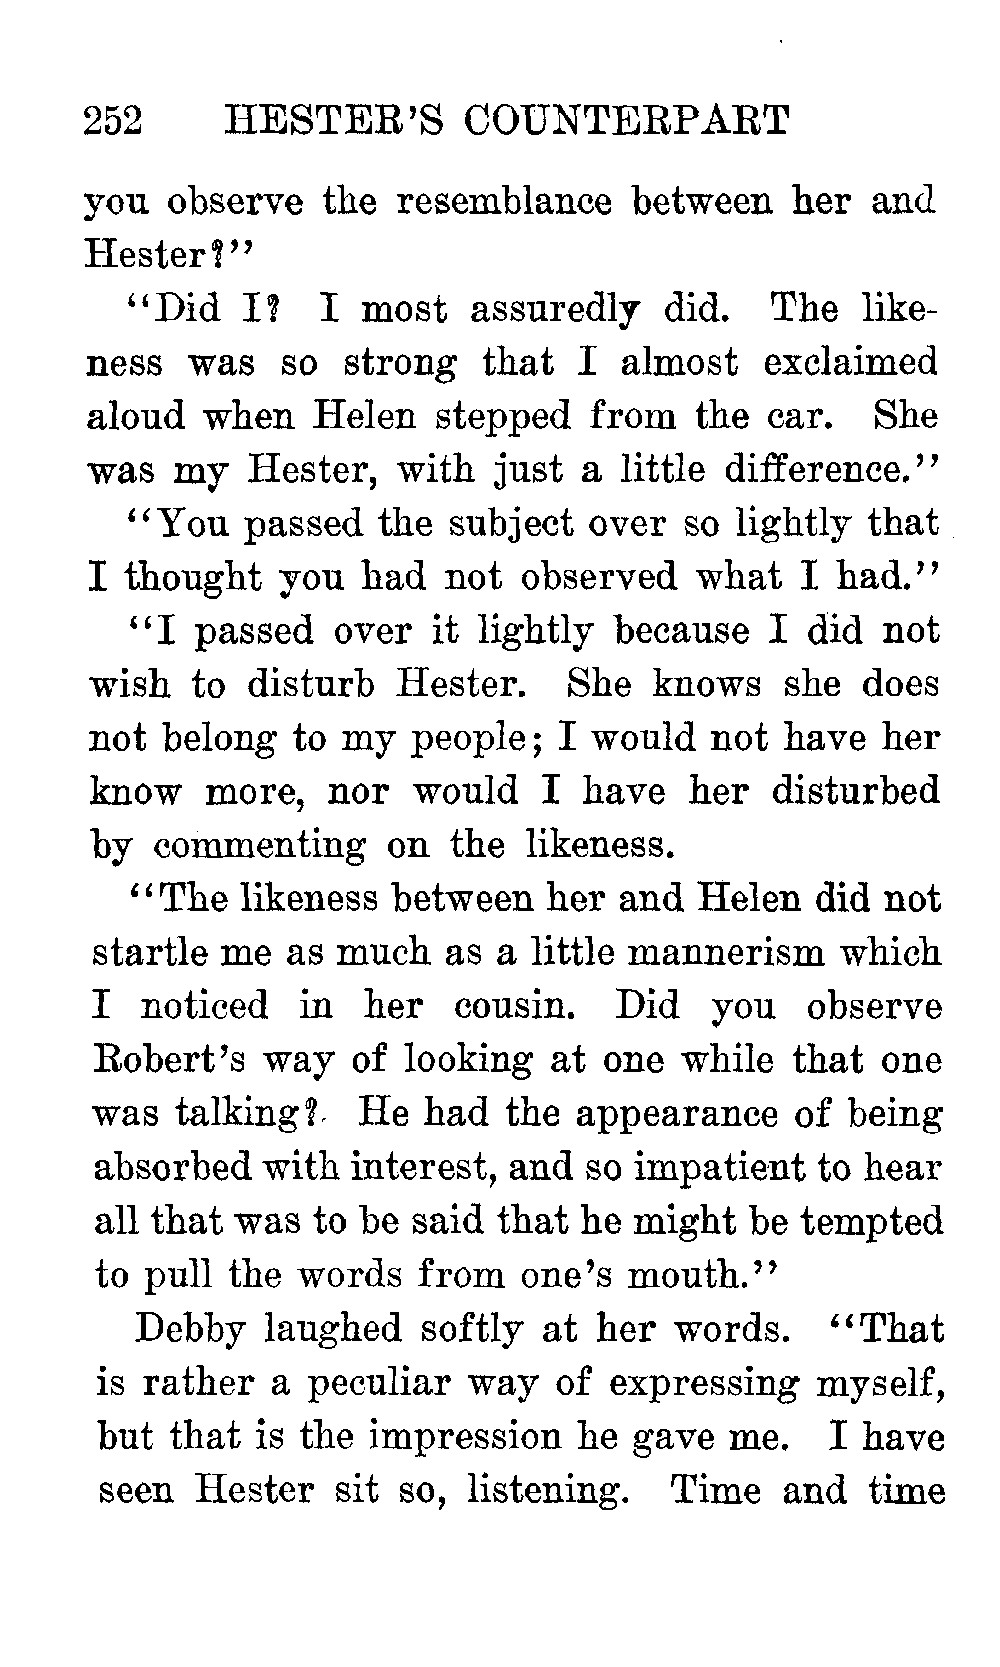 252 HESTER'S COUNTERPART
you observe the resemblance between her and
Hester?"
"Did I? I most assuredly did. The like-
ness was so strong that I almost exclaimed
aloud when Helen stepped from the car. She
was my Hester, with just a little difference."
"You passed the subject over so lightly that
I thought you had not observed what I had."
"I passed over it lightly because I did not
wish to disturb Hester. She knows she does
not belong to my people; I would not have her
know more, nor would I have her disturbed
by commenting on the likeness.
"The likeness between her and Helen did not
startle me as much as a little mannerism which
I noticed in her cousin. Did you observe
Robert's way of looking at one while that one
was talking? He had the appearance of being
absorbed with interest, and so impatient to hear
all that was to be said that he might be tempted
to pull the words from one's mouth."
Debby laughed softly at her words. "That
is rather a peculiar way of expressing myself,
but that is the impression he gave me. I have
seen Hester sit so, listening. Time and time